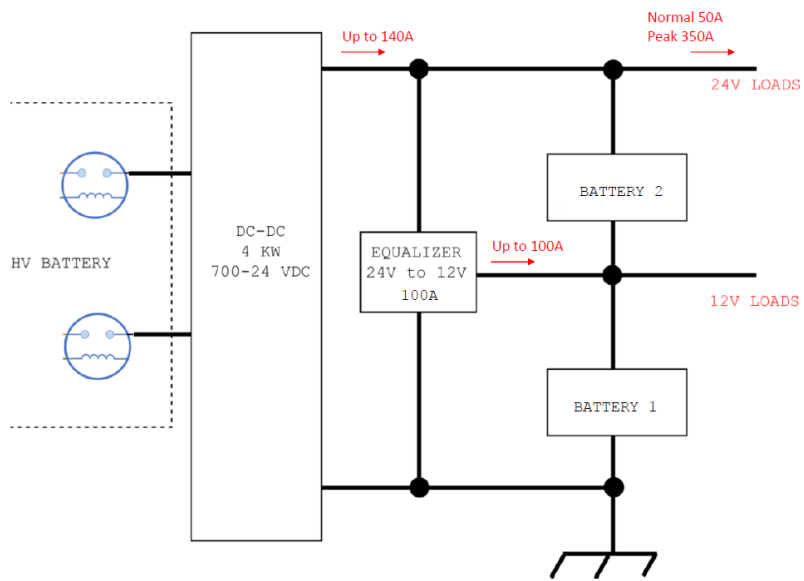 Up to 140A
Normal 50A
Peak 350A
24V LOADS
BATTERY 2
DC-DC
4 KW
700-24 VDC
HV BATTERY
EQUALIZER
24V to 12V
100A
Up to 100A
12V LOADS
BATTERY 1